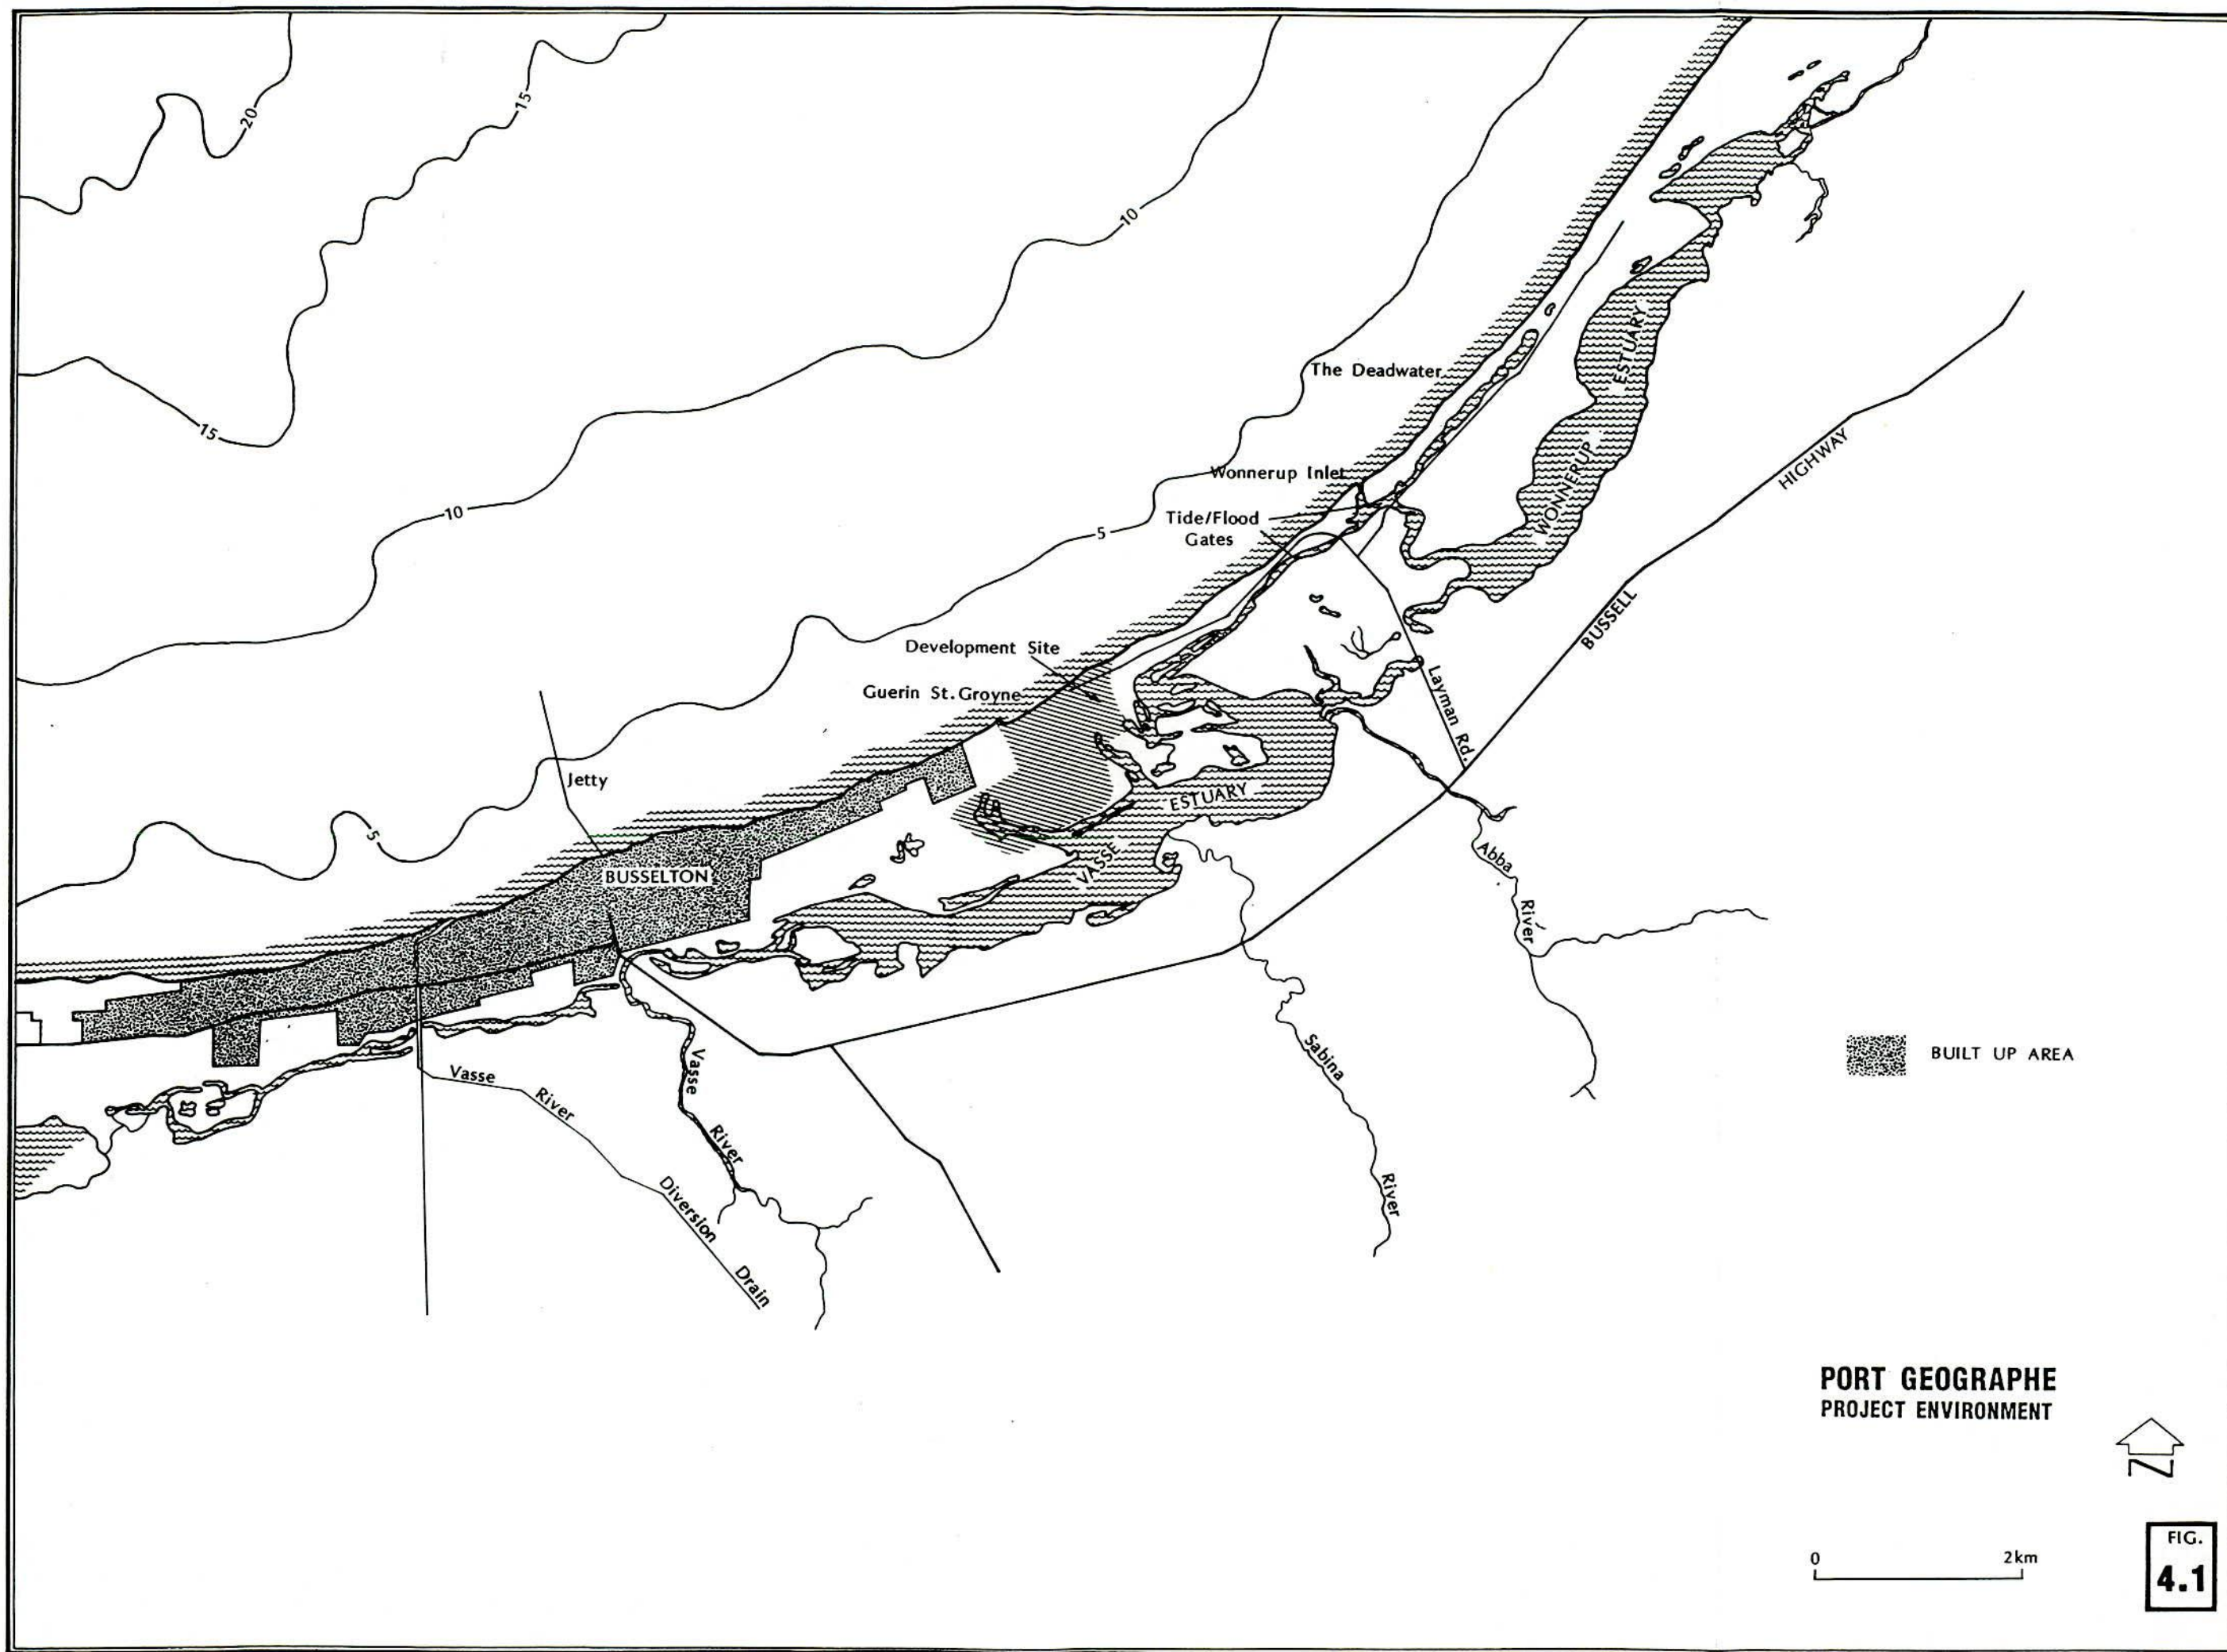 20
15
10
The Deadwater
15
Wonnerup Inlet
10
Tide/Flood
Gates
5
WONNERUP ESTUARY
BUSSELL HIGHWAY
Development Site
Guerin St. Groyne
Layman Rd.
Jetty
VASSE ESTUARY
5
BUSSELTON
Abba River
Sabina River
Vasse River
Vasse River Diversion Drain
BUILT UP AREA
PORT GEOGRAPHE
PROJECT ENVIRONMENT
N
0 2km
FIG.
4.1